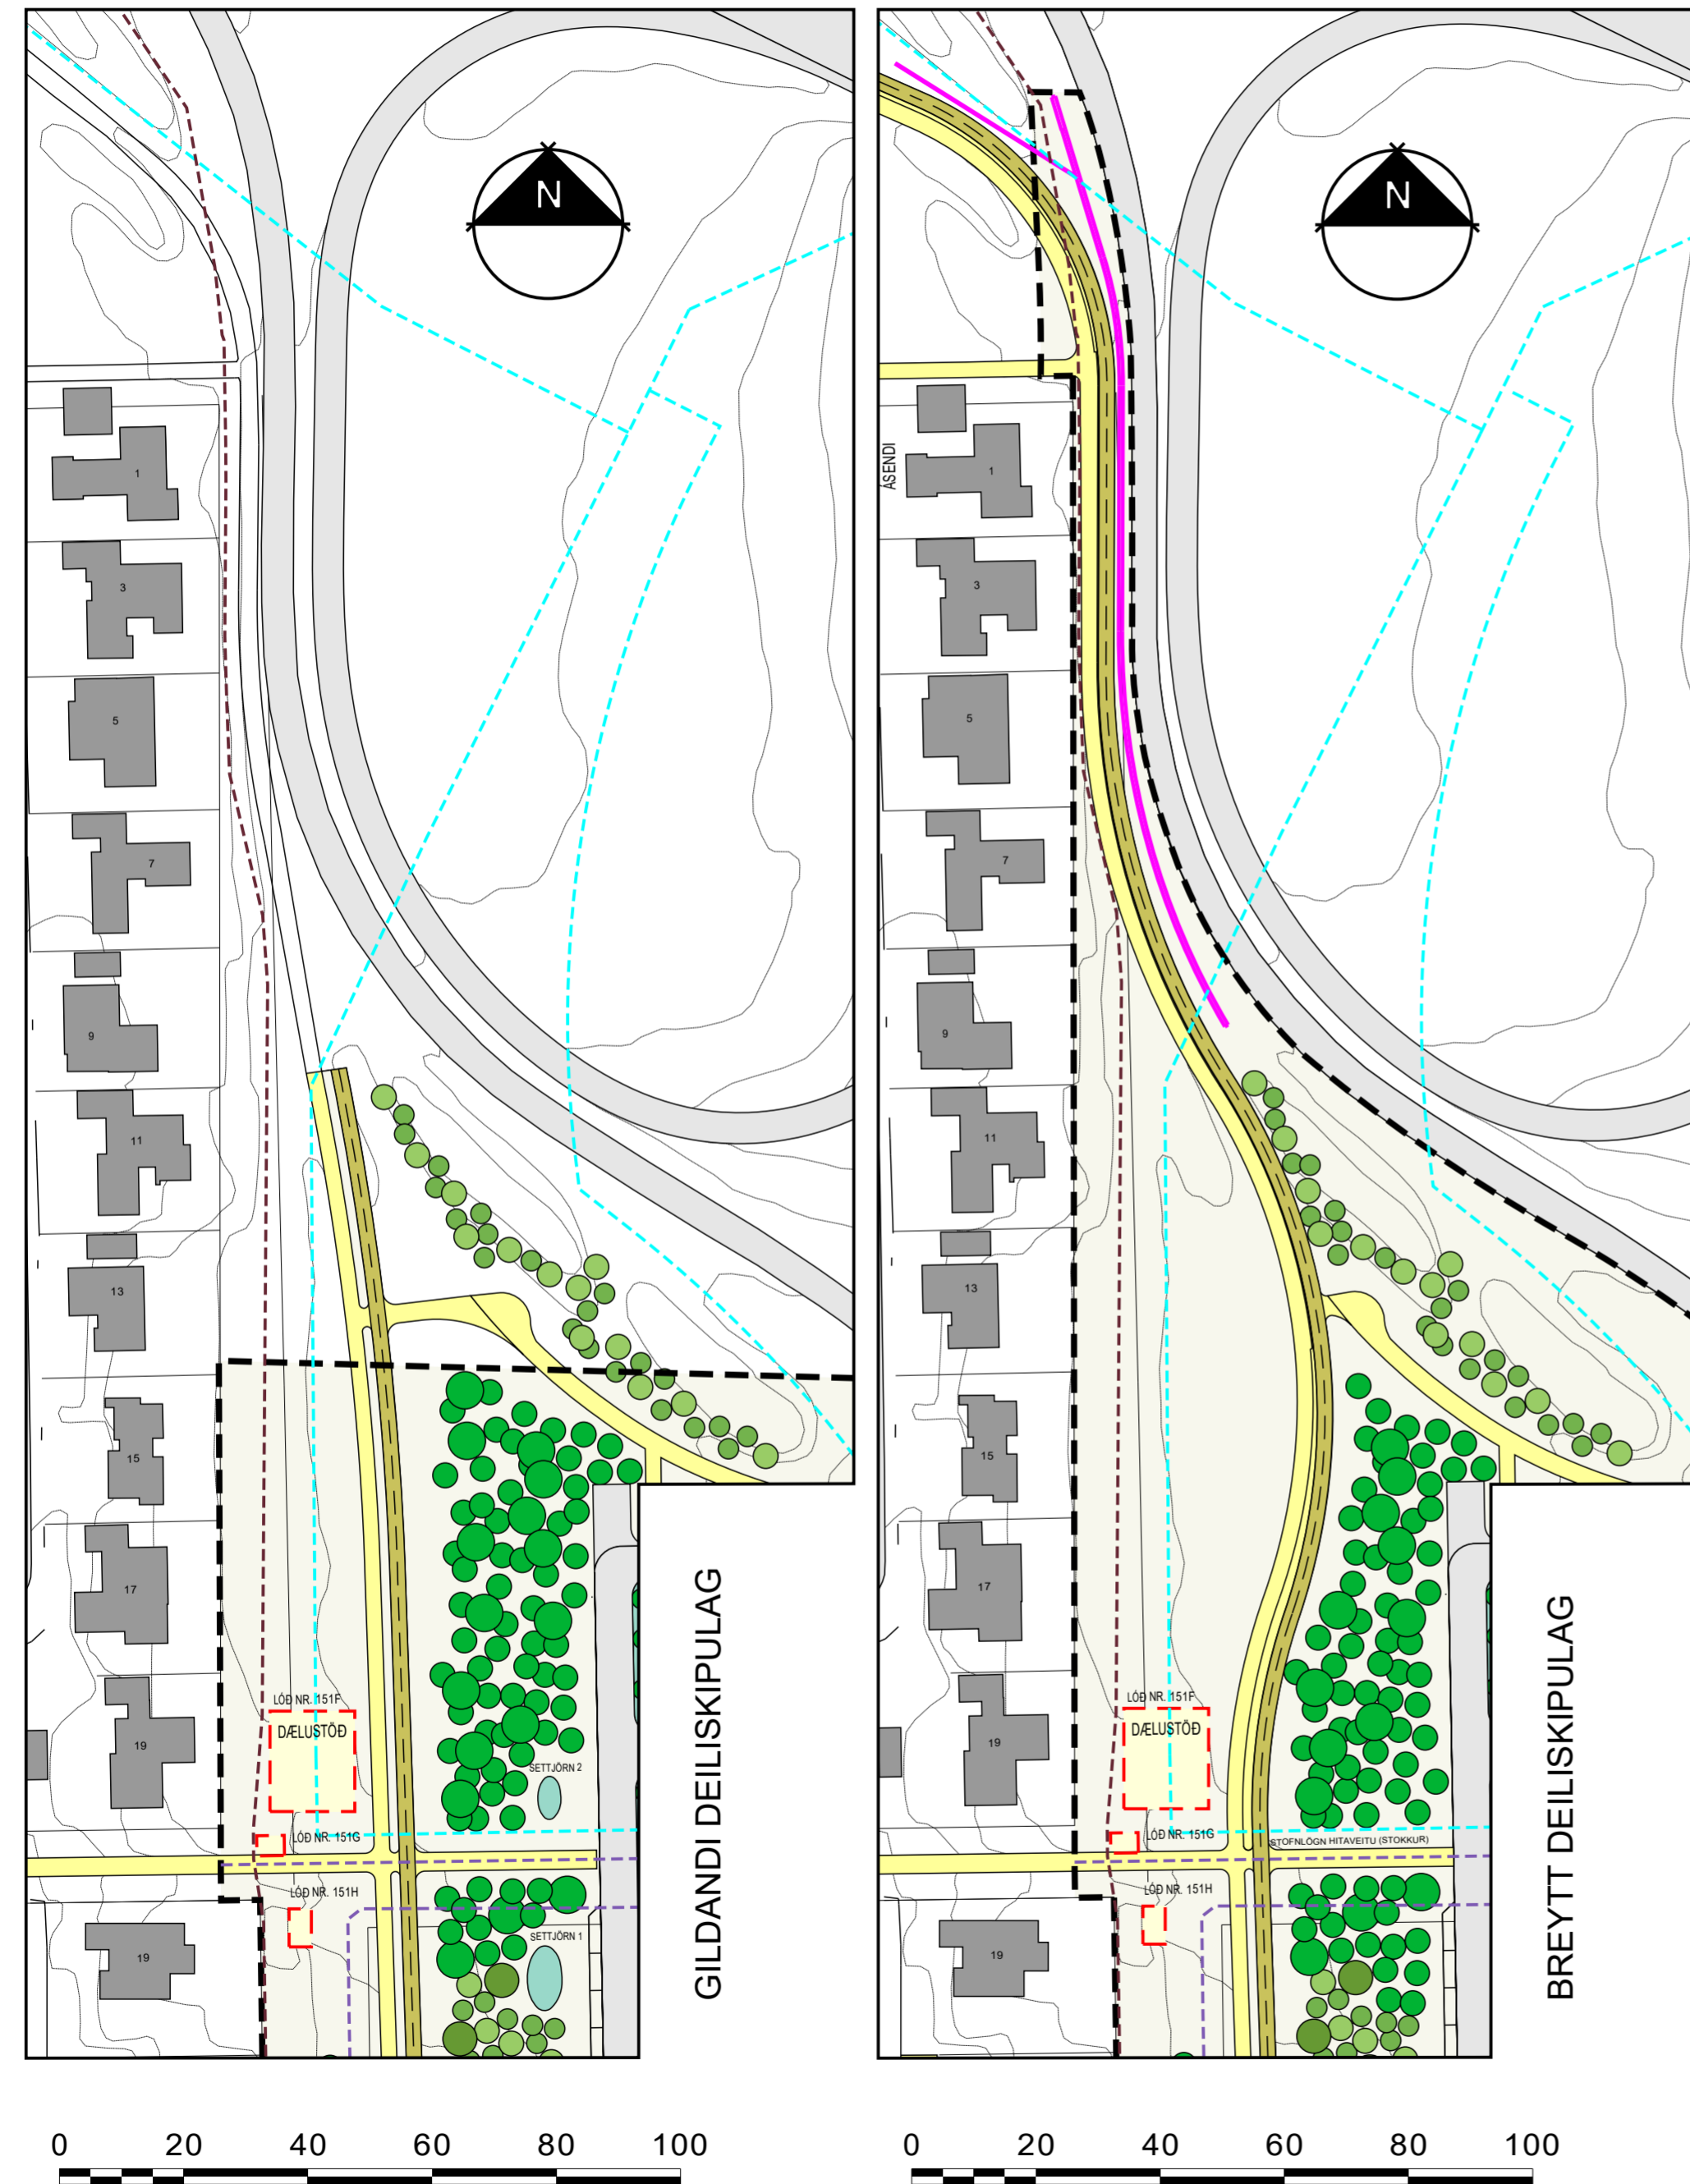 N
1
3
5
7
9
11
13
15
17
19
LÓÐ NR. 151F
DÆLUSTÖÐ
SETTJÖRN 2
LÓÐ NR. 151G
LÓÐ NR. 151H
SETTJÖRN 1
19
GILDANDI DEILISKIPULAG
0 20 40 60 80 100
N
ÁSENDI
1
3
5
7
9
11
13
15
17
19
LÓÐ NR. 151F
DÆLUSTÖÐ
LÓÐ NR. 151G
STOFNLÖGN HITAVEITU (STOKKUR)
LÓÐ NR. 151H
19
BREYTT DEILISKIPULAG
0 20 40 60 80 100